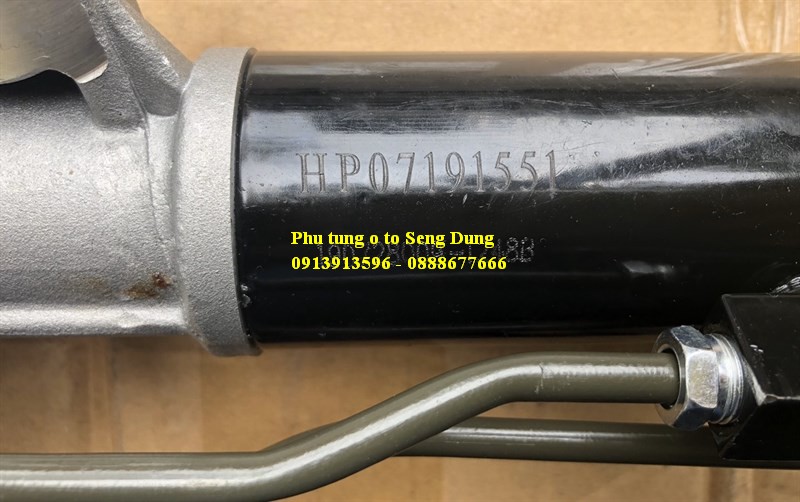 HP07191551
Phu tung o to Seng Dung
0913913596 - 0888677666